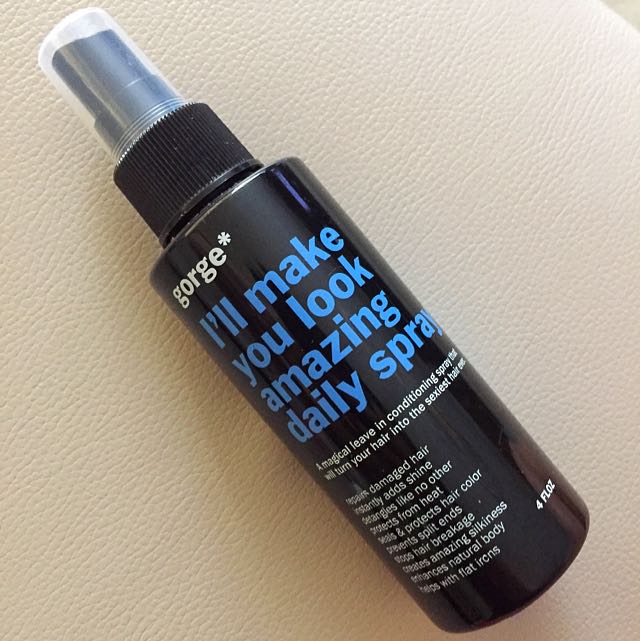 gorge*
I'll make
you look
amazing
daily spray
A magical leave in conditioning spray that
will turn your hair into the sexiest hair ever.
repairs damaged hair
instantly adds shine
detangles like no other
protects from heat
seals & protects hair color
prevents split ends
stops hair breakage
creates amazing silkiness
enhances natural body
helps with flat irons
4 FLOZ